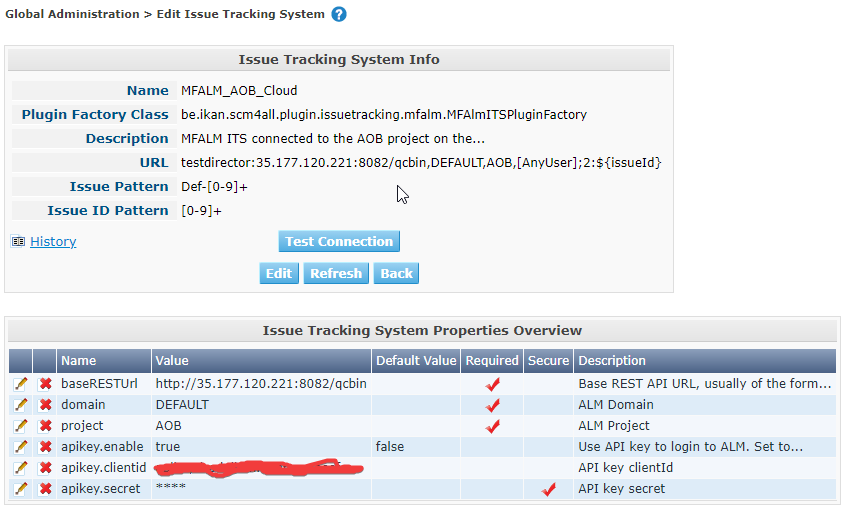 Global Administration > Edit Issue Tracking System ?
Issue Tracking System Info
Name MFALM_AOB_Cloud
Plugin Factory Class be.ikan.scm4all.plugin.issuetracking.mfalm.MFAlmITSPluginFactory
Description MFALM ITS connected to the AOB project on the...
URL testdirector:35.177.120.221:8082/qcbin,DEFAULT,AOB,[AnyUser];2:${issueId}
Issue Pattern Def-[0-9]+
Issue ID Pattern [0-9]+
History Test Connection
Edit Refresh Back
Issue Tracking System Properties Overview
Name Value Default Value Required Secure Description
baseRESTUrl http://35.177.120.221:8082/qcbin Base REST API URL, usually of the form...
domain DEFAULT ALM Domain
project AOB ALM Project
apikey.enable true false Use API key to login to ALM. Set to...
apikey.clientid API key clientId
apikey.secret **** API key secret